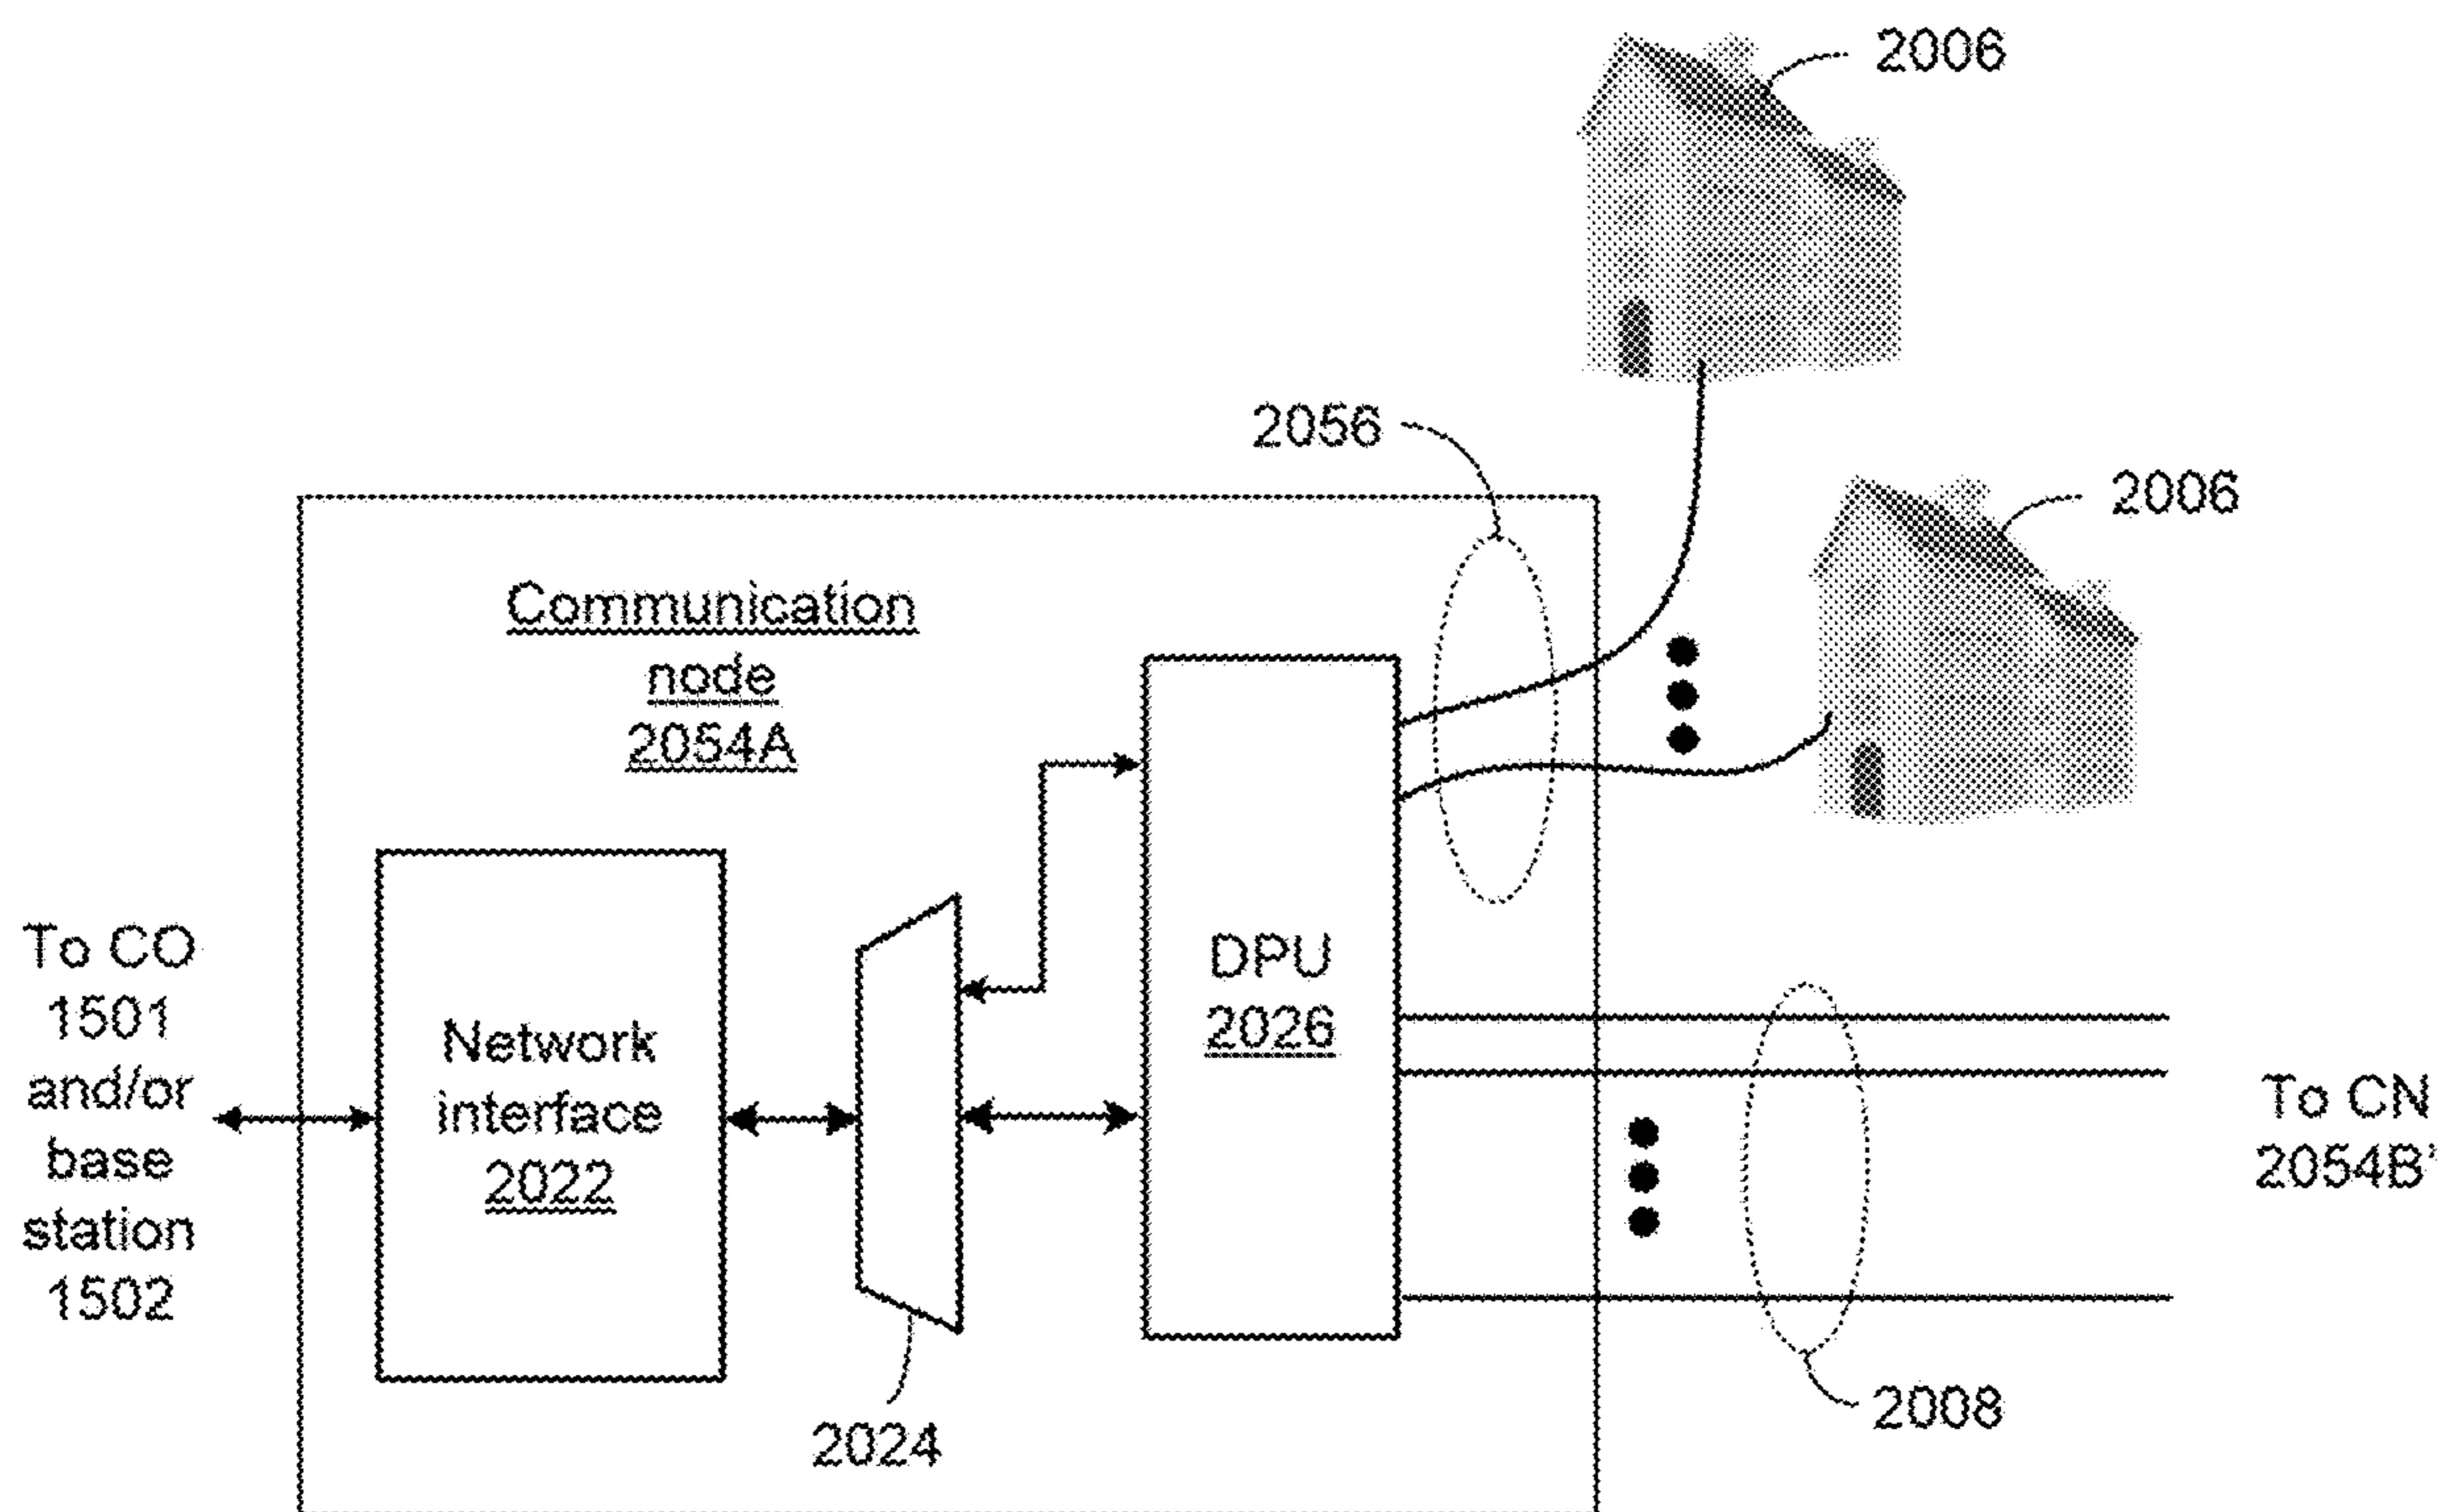 2006
2056
2006
Communication
node
2054A
To CO
1501
and/or
base
station
1502
Network
interface
2022
DPU
2026
To CN
2054B'
2024
2008